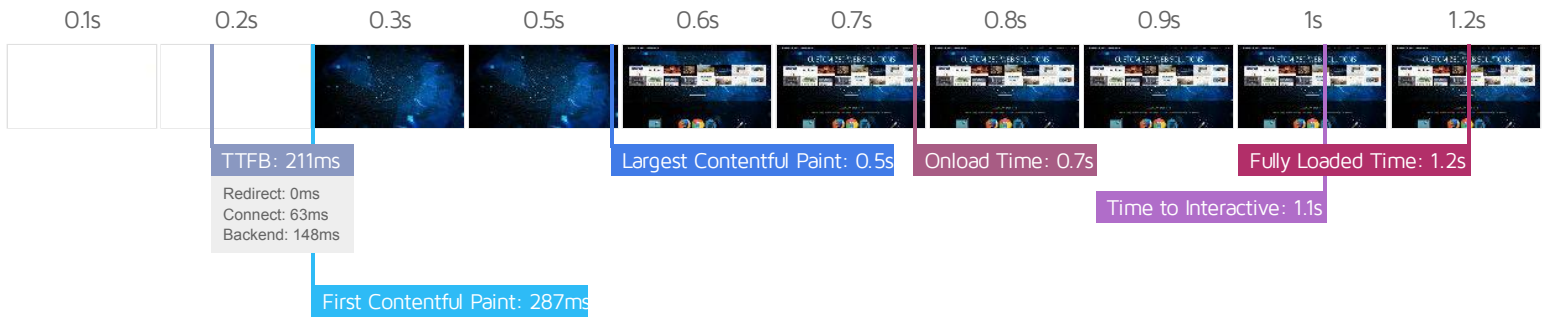 0.1s 0.2s 0.3s 0.5s 0.6s 0.7s 0.8s 0.9s 1s 1.2s
TTFB: 211ms
Redirect: 0ms
Connect: 63ms
Backend: 148ms
First Contentful Paint: 287ms
Largest Contentful Paint: 0.5s
Onload Time: 0.7s
Time to Interactive: 1.1s
Fully Loaded Time: 1.2s